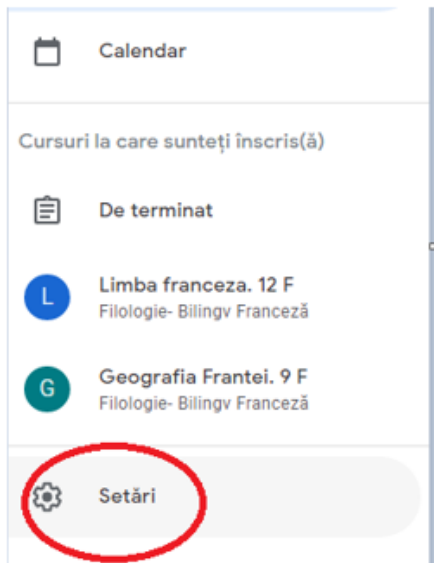 Calendar
Cursuri la care sunteți înscris(ă)
De terminat
L
Limba franceza. 12 F
Filologie- Bilingv Franceză
G
Geografia Frantei. 9 F
Filologie- Bilingv Franceză
Setări